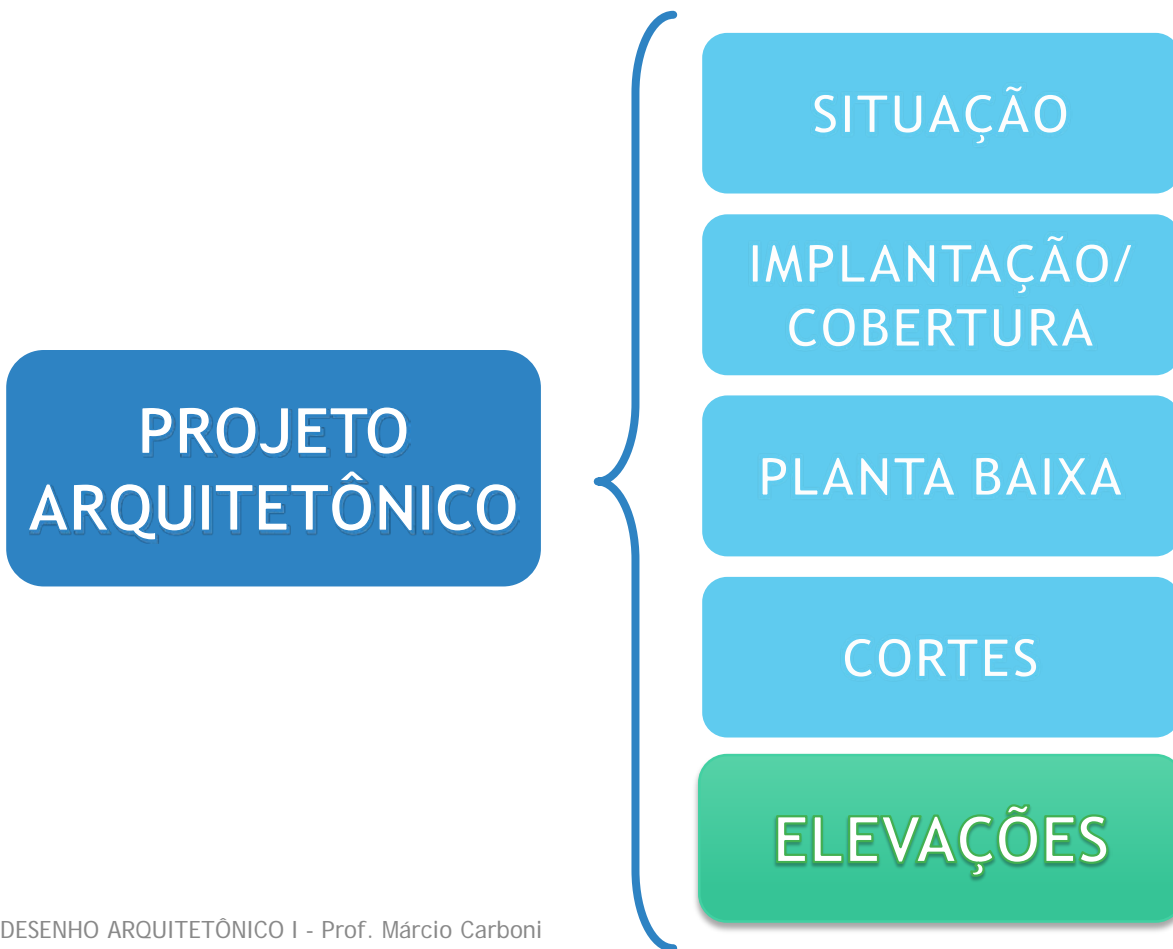 PROJETO
ARQUITETÔNICO
SITUAÇÃO
IMPLANTAÇÃO/
COBERTURA
PLANTA BAIXA
CORTES
ELEVAÇÕES
DESENHO ARQUITETÔNICO I - Prof. Márcio Carboni